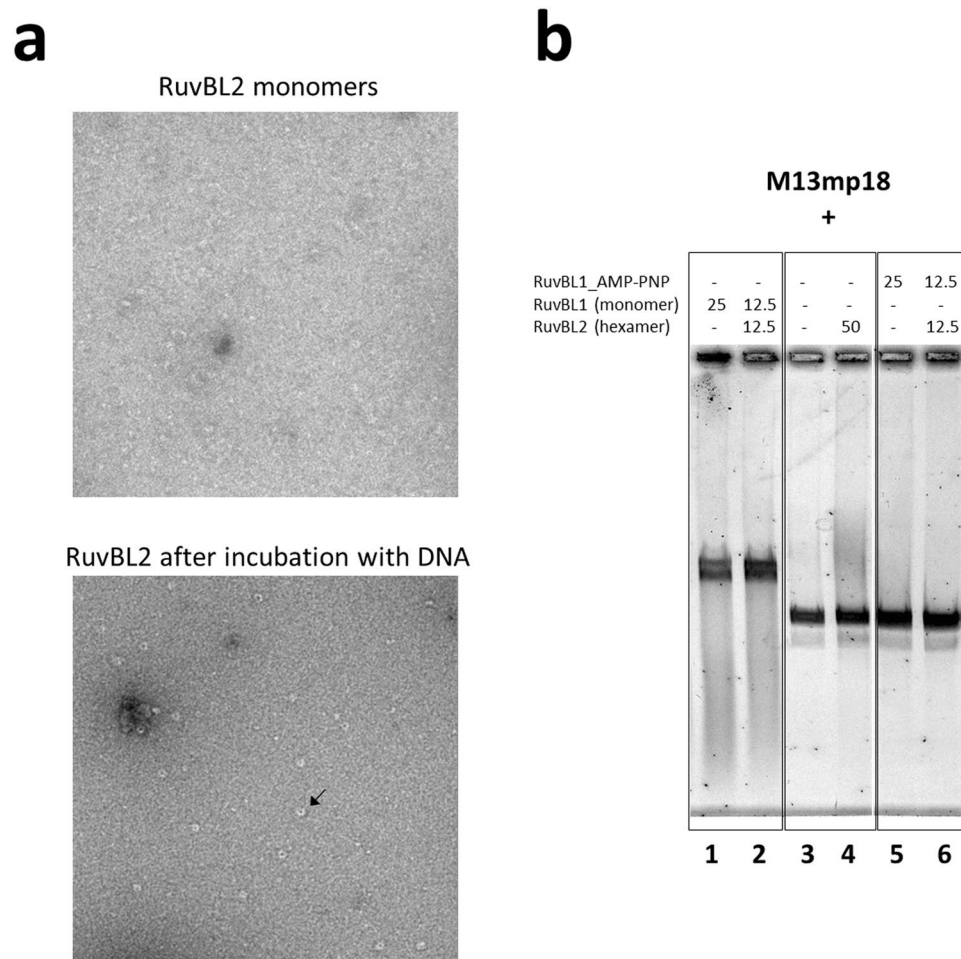 a
RuvBL2 monomers
RuvBL2 after incubation with DNA
b
M13mp18
+
RuvBL1_AMP-PNP - - - - 25 12.5
RuvBL1 (monomer) 25 12.5 - - - -
RuvBL2 (hexamer) - 12.5 - 50 - 12.5
1 2 3 4 5 6